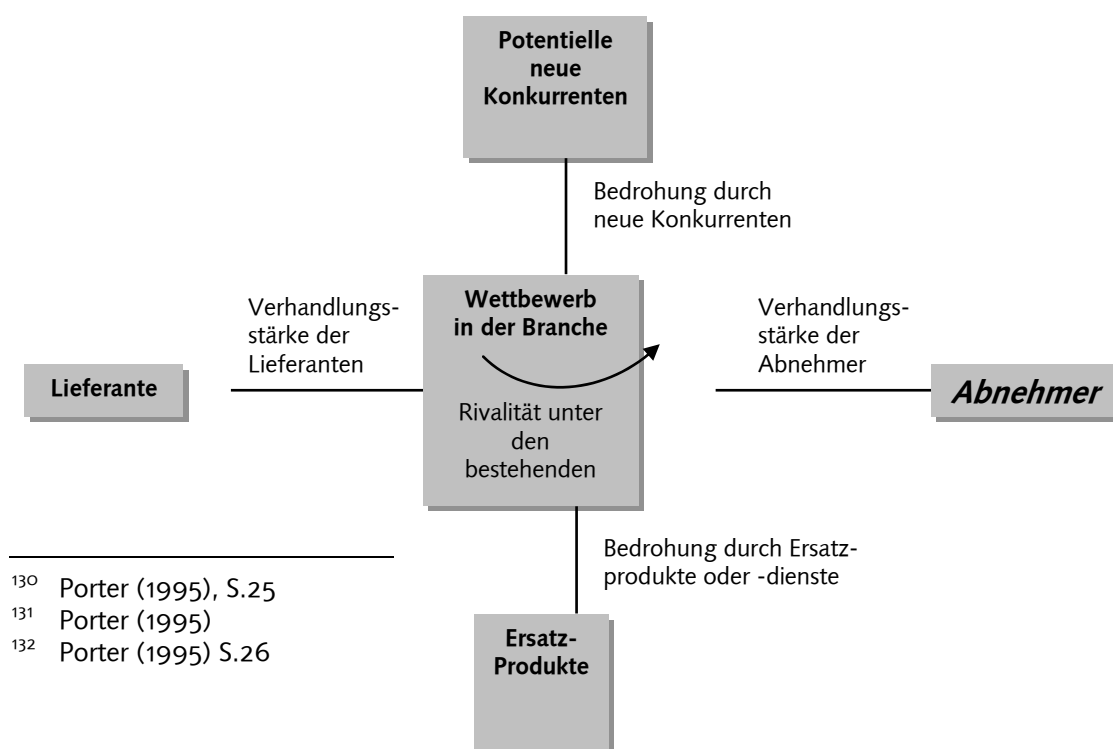 Potentielle
neue
Konkurrenten
Bedrohung durch
neue Konkurrenten
Verhandlungs-
stärke der
Lieferanten
Lieferante
Wettbewerb
in der Branche
Rivalität unter
den
bestehenden
Verhandlungs-
stärke der
Abnehmer
Abnehmer
Bedrohung durch Ersatz-
produkte oder -dienste
Ersatz-
Produkte
130 Porter (1995), S.25
131 Porter (1995)
132 Porter (1995) S.26